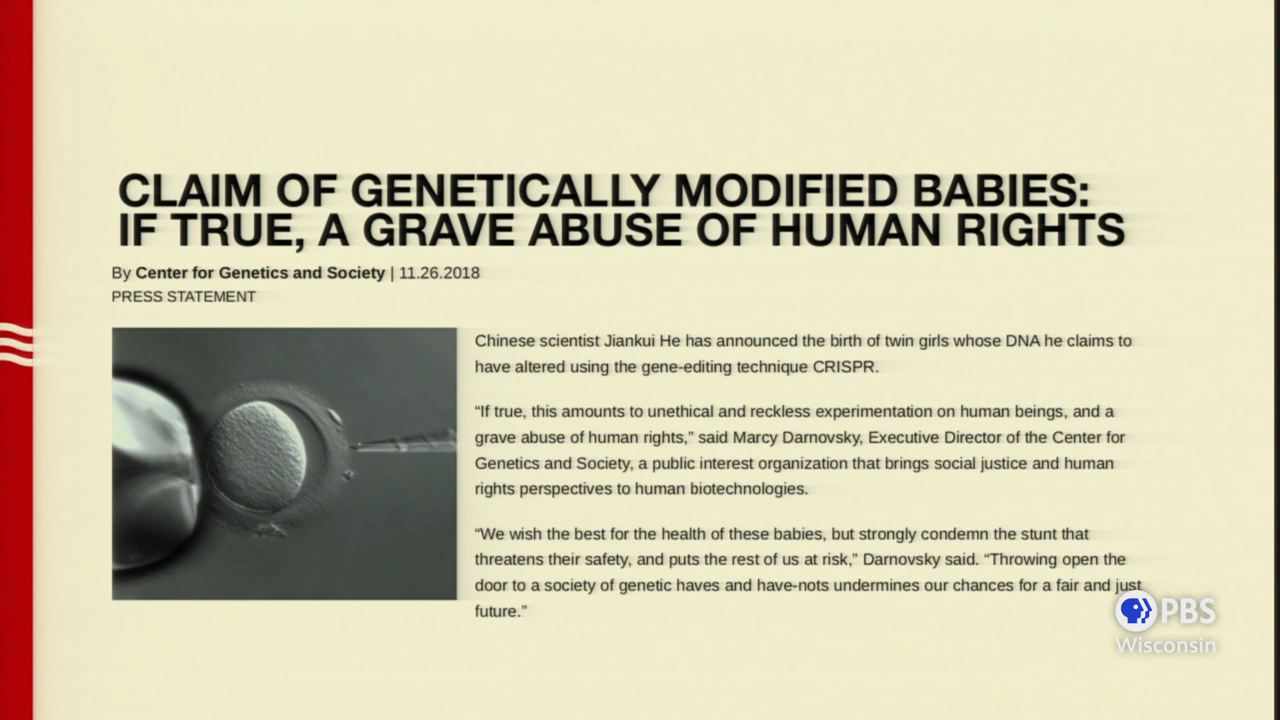 CLAIM OF GENETICALLY MODIFIED BABIES:
IF TRUE, A GRAVE ABUSE OF HUMAN RIGHTS
By Center for Genetics and Society | 11.26.2018
PRESS STATEMENT
Chinese scientist Jiankui He has announced the birth of twin girls whose DNA he claims to
have altered using the gene-editing technique CRISPR.
“If true, this amounts to unethical and reckless experimentation on human beings, and a
grave abuse of human rights,” said Marcy Darnovsky, Executive Director of the Center for
Genetics and Society, a public interest organization that brings social justice and human
rights perspectives to human biotechnologies.
“We wish the best for the health of these babies, but strongly condemn the stunt that
threatens their safety, and puts the rest of us at risk,” Darnovsky said. “Throwing open the
door to a society of genetic haves and have-nots undermines our chances for a fair and just
future.”
PBS
Wisconsin